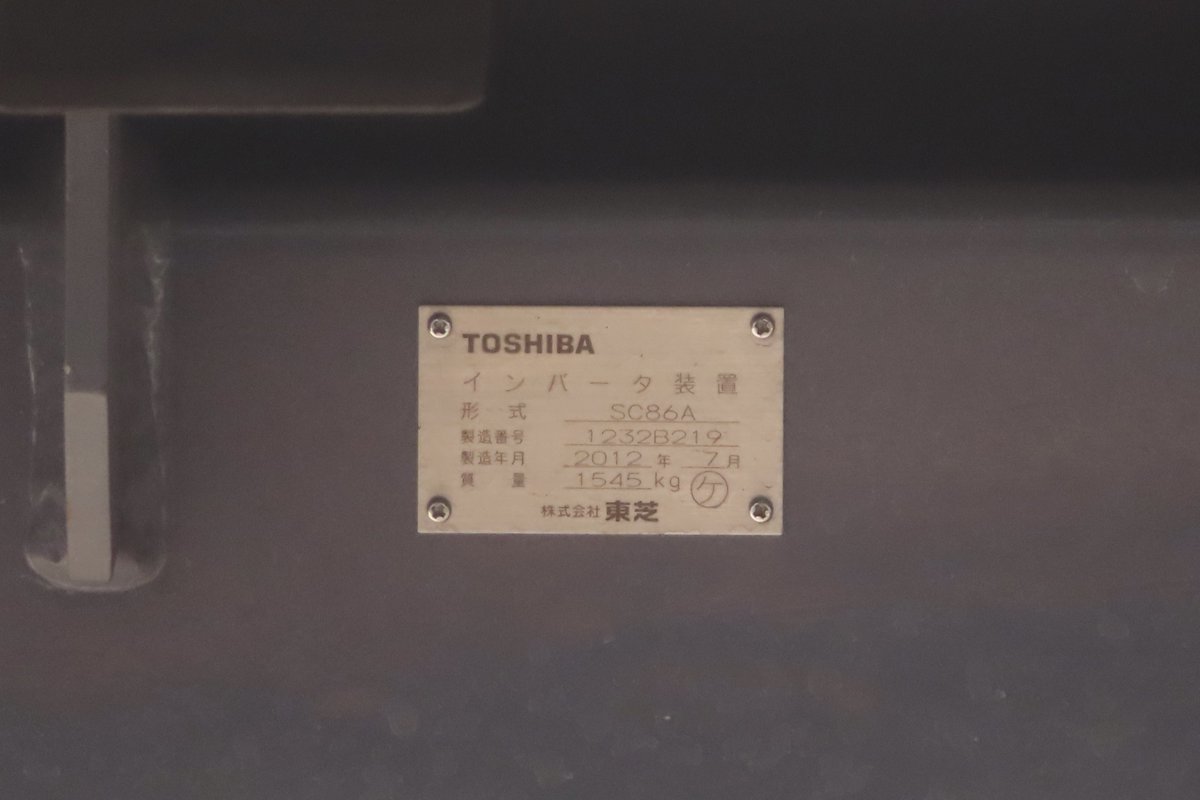 TOSHIBA
インバータ装置
形式 SC86A
製造番号 1232B219
製造年月 2012年 7月
質量 1545kg ケ
株式会社 東芝